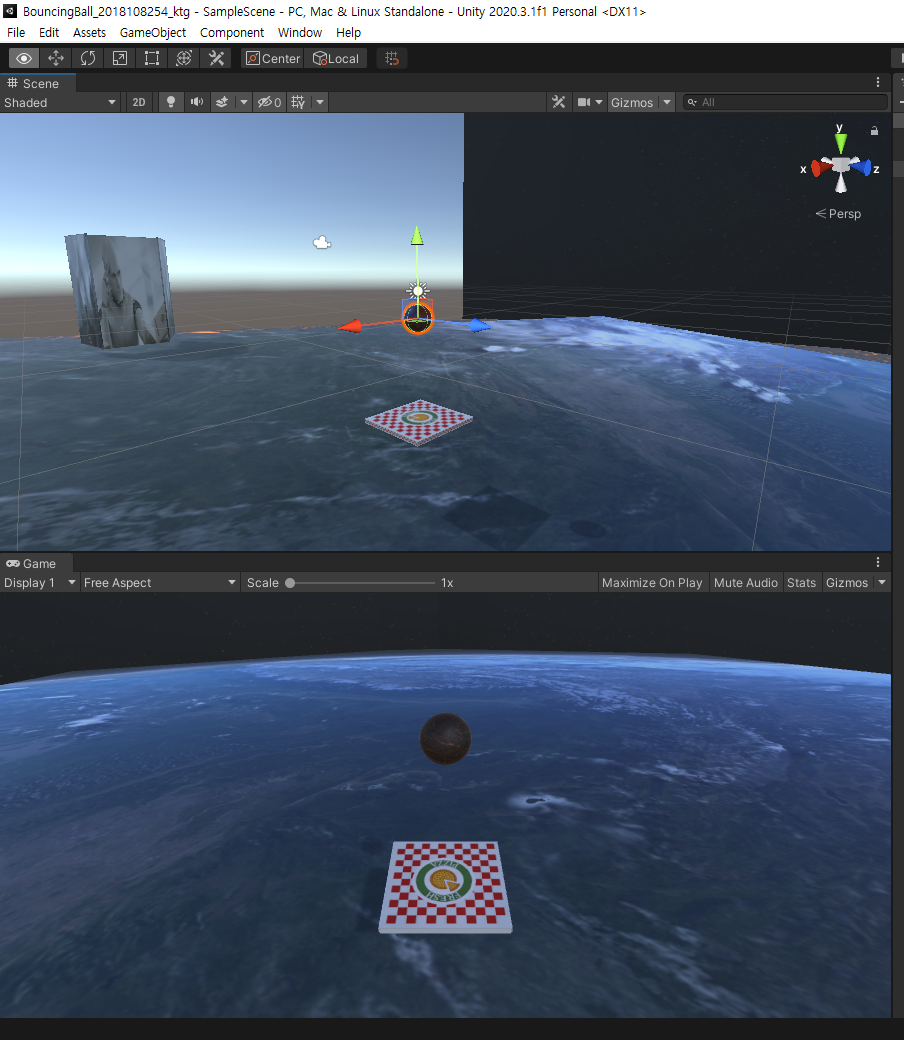 BouncingBall_2018108254_ktg - SampleScene - PC, Mac & Linux Standalone - Unity 2020.3.1f1 Personal <DX11>
File Edit Assets GameObject Component Window Help
Center Local
Scene
Shaded 2D 0 Gizmos All
y
x z
Persp
Game
Display 1 Free Aspect Scale 1x Maximize On Play Mute Audio Stats Gizmos
PIZZA
FRESH